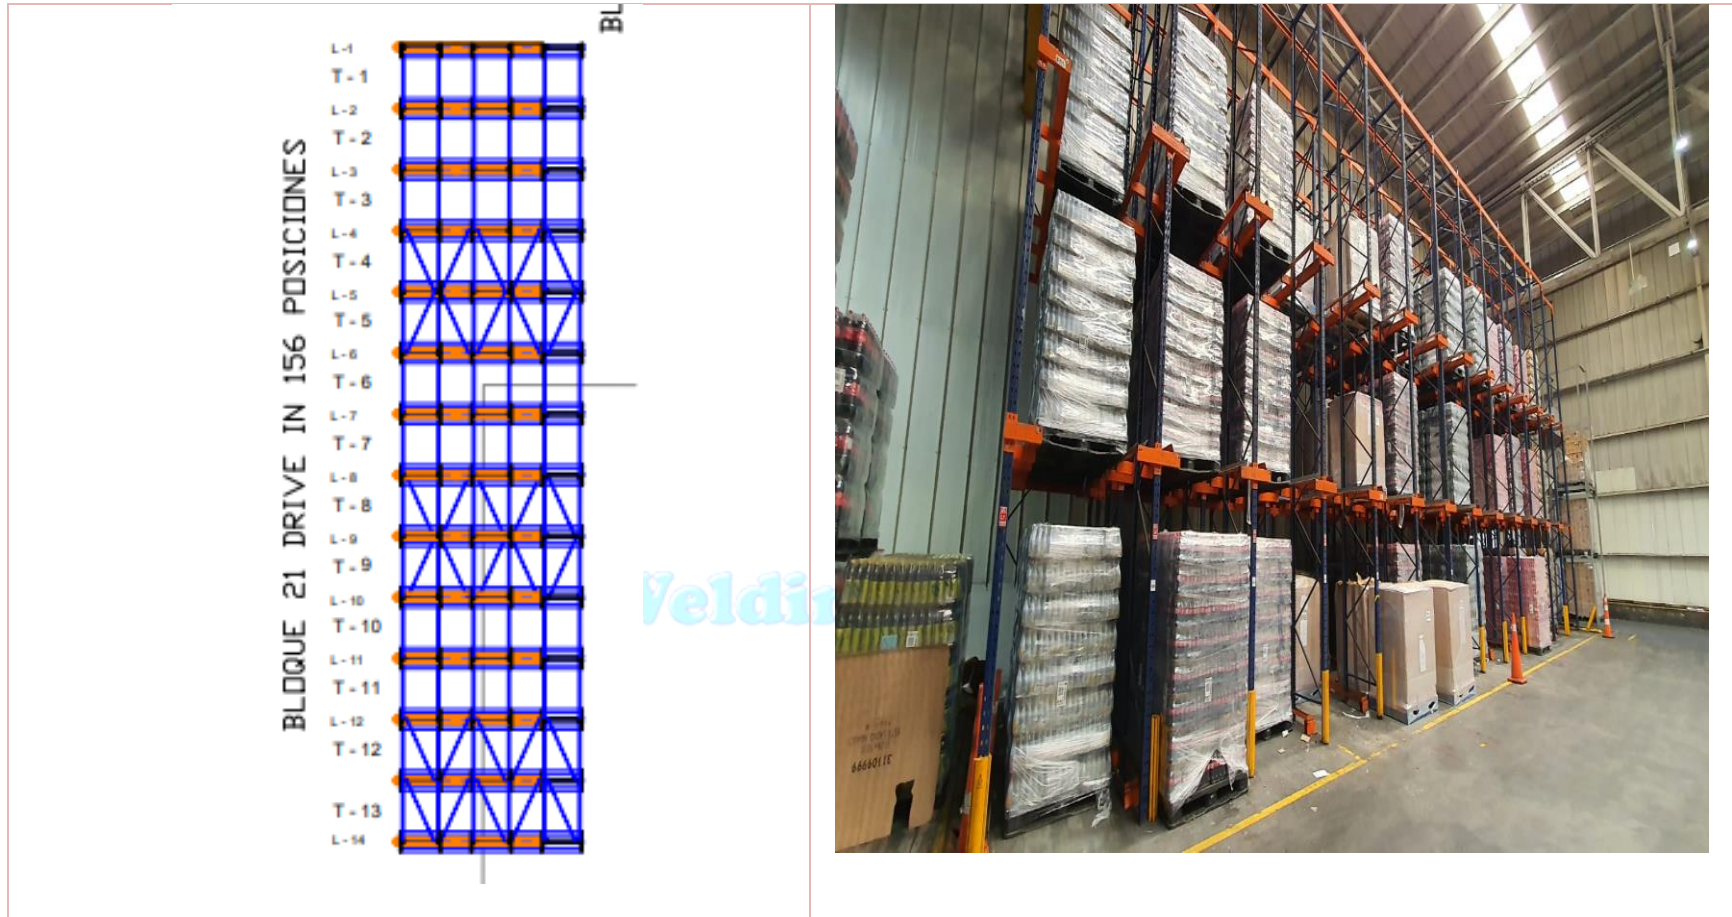 BL
BLOQUE 21 DRIVE IN 156 POSICIONES
L-1
T-1
L-2
T-2
L-3
T-3
L-4
T-4
L-5
T-5
L-6
T-6
L-7
T-7
L-8
T-8
L-9
T-9
L-10
T-10
L-11
T-11
L-12
T-12
T-13
L-14
Veldin